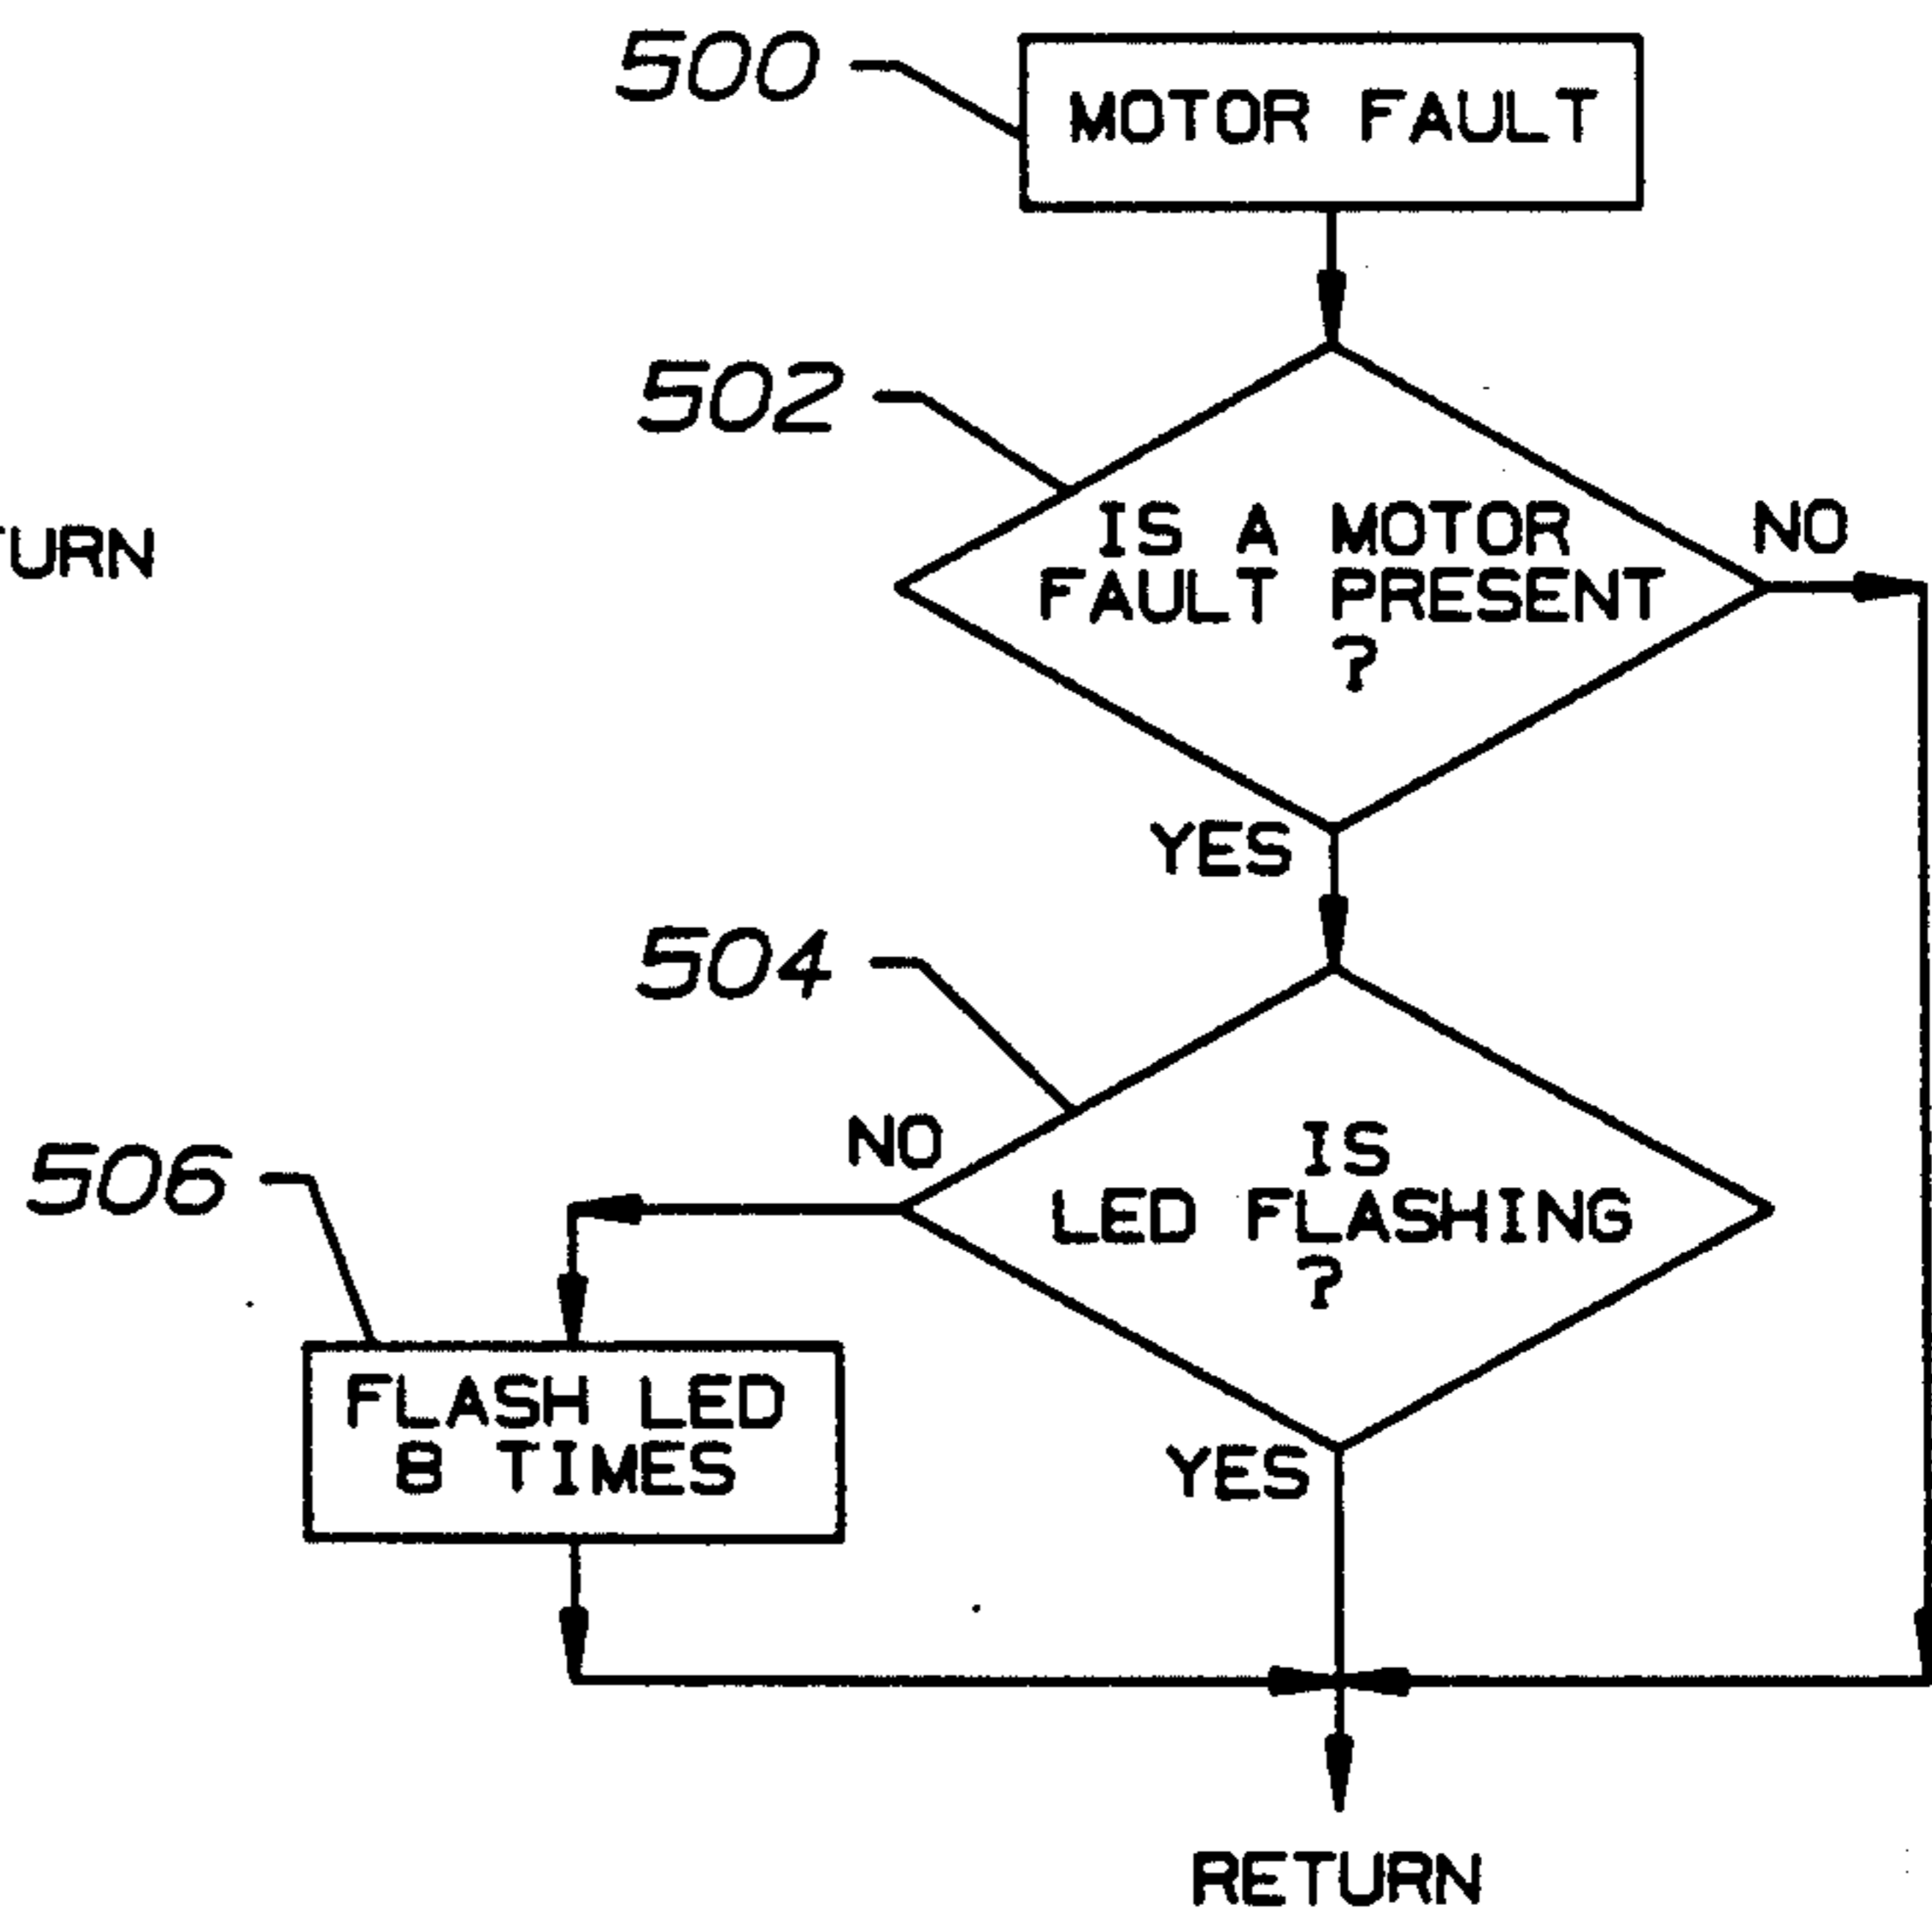 500
MOTOR FAULT
502
IS A MOTOR
FAULT PRESENT
?
NO
YES
504
NO
IS
LED FLASHING
?
506
FLASH LED
8 TIMES
YES
RETURN